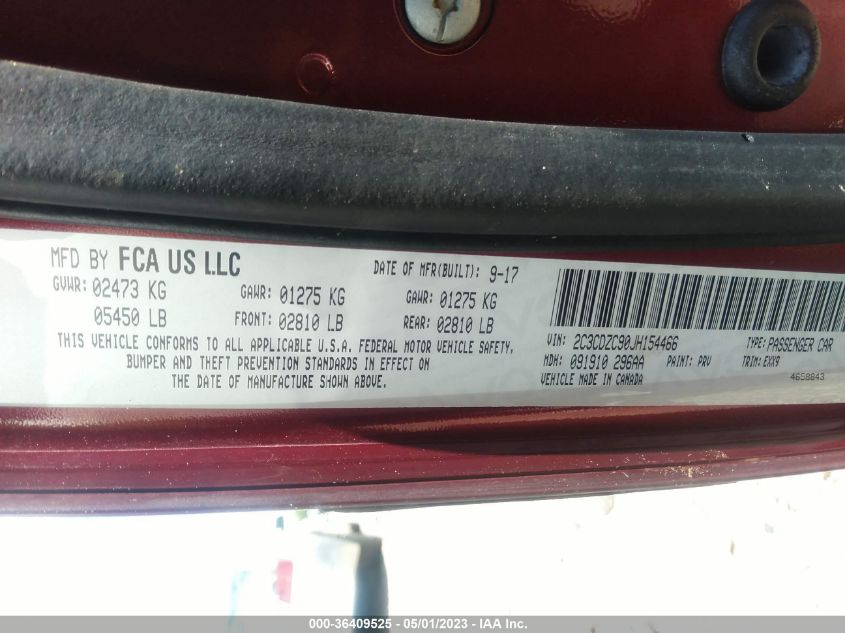 MFD BY FCA US LLC
DATE OF MFR(BUILT): 9-17
GVWR: 02473 KG
05450 LB
GAWR: 01275 KG
FRONT: 02810 LB
GAWR: 01275 KG
REAR: 02810 LB
THIS VEHICLE CONFORMS TO ALL APPLICABLE U.S.A. FEDERAL MOTOR VEHICLE SAFETY,
BUMPER AND THEFT PREVENTION STANDARDS IN EFFECT ON
THE DATE OF MANUFACTURE SHOWN ABOVE.
VIN: 2C3CDZC90JH154466
TYPE: PASSENGER CAR
MDH: 091910 296AA
PAINT: PRV
TRIM: EXX9
VEHICLE MADE IN CANADA
4658843
000-36409525 - 05/01/2023 - IAA Inc.